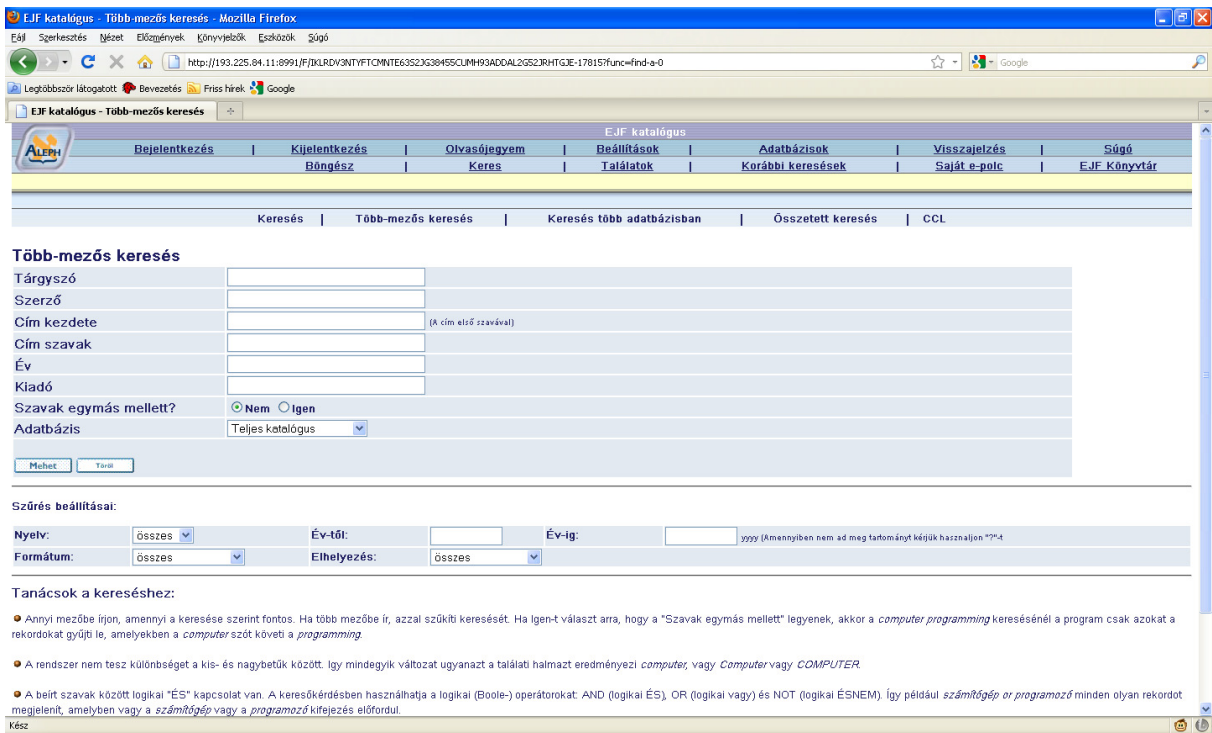 EJF katalógus - Több-mezős keresés - Mozilla Firefox
Fájl Szerkesztés Nézet Előzmények Könyvjelzők Eszközök Súgó
http://193.225.84.11:8991/F/IKLRDV3NTYFTCMNTE63S2JG38455CUMH93ADDAL2G52JRHTGJE-17815?func=find-a-0
Google
Legtöbbször látogatott Bevezetés Friss hírek Google
EJF katalógus - Több-mezős keresés
EJF katalógus
ALEPH
Bejelentkezés | Kijelentkezés | Olvasójegyem | Beállítások | Adatbázisok | Visszajelzés | Súgó
Böngész | Keres | Találatok | Korábbi keresések | Saját e-polc | EJF Könyvtár
Keresés | Több-mezős keresés | Keresés több adatbázisban | Összetett keresés | CCL
Több-mezős keresés
Tárgyszó
Szerző
Cím kezdete (A cím első szavával)
Cím szavak
Év
Kiadó
Szavak egymás mellett? Nem Igen
Adatbázis Teljes katalógus
Mehet Töröl
Szűrés beállításai:
Nyelv: összes Év-től: Év-ig: yyyy (Amennyiben nem ad meg tartományt kérjük hasznaljon "?"-t
Formátum: összes Elhelyezés: összes
Tanácsok a kereséshez:
Annyi mezőbe írjon, amennyi a keresése szerint fontos. Ha több mezőbe ír, azzal szűkíti keresését. Ha Igen-t választ arra, hogy a "Szavak egymás mellett" legyenek, akkor a computer programming keresésénél a program csak azokat a
rekordokat gyűjti le, amelyekben a computer szót követi a programming.
A rendszer nem tesz különbséget a kis- és nagybetűk között. Igy mindegyik változat ugyanazt a találati halmazt eredményezi computer, vagy Computer vagy COMPUTER.
A beírt szavak között logikai "ÉS" kapcsolat van. A keresőkérdésben használhatja a logikai (Boole-) operátorokat: AND (logikai ÉS), OR (logikai vagy) és NOT (logikai ÉSNEM). Így például számítógép or programozó minden olyan rekordot
megjelenít, amelyben vagy a számítógép vagy a programozó kifejezés előfordul.
Kész